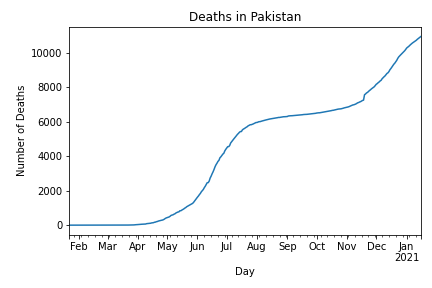 Deaths in Pakistan
Number of Deaths
10000
8000
6000
4000
2000
0
Feb Mar Apr May Jun Jul Aug Sep Oct Nov Dec Jan
2021
Day